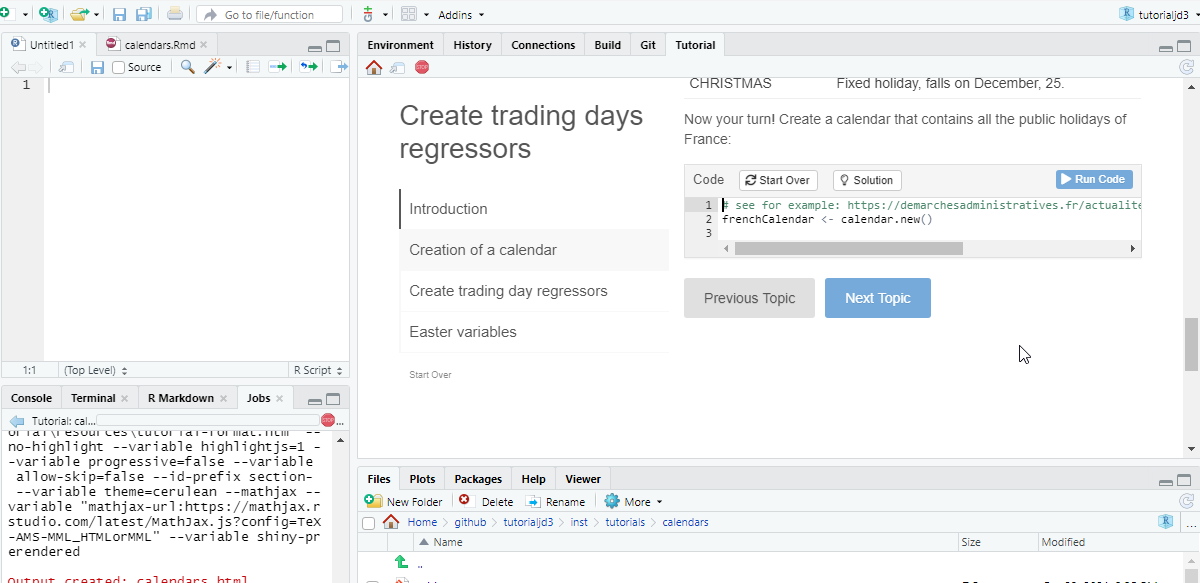 Go to file/function
Addins
tutorialjd3
Untitled1
calendars.Rmd
Source
1
1:1
(Top Level)
R Script
Console
Terminal
R Markdown
Jobs
Tutorial: cal...
STOP
...
orial\resources\tutorial-format.htm" --
no-highlight --variable highlightjs=1 -
-variable progressive=false --variable
allow-skip=false --id-prefix section-
--variable theme=cerulean --mathjax --
variable "mathjax-url:https://mathjax.r
studio.com/latest/MathJax.js?config=TeX
-AMS-MML_HTMLorMML" --variable shiny-pr
erendered
Output created: calendars.html
Environment
History
Connections
Build
Git
Tutorial
STOP
Create trading days
regressors
Introduction
Creation of a calendar
Create trading day regressors
Easter variables
Start Over
CHRISTMAS
Fixed holiday, falls on December, 25.
Now your turn! Create a calendar that contains all the public holidays of
France:
Code
Start Over
Solution
Run Code
1 # see for example: https://demarchesadministratives.fr/actualite
2 frenchCalendar <- calendar.new()
3
Previous Topic
Next Topic
Files
Plots
Packages
Help
Viewer
New Folder
Delete
Rename
More
Home
github
tutorialjd3
inst
tutorials
calendars
R
...
Name
Size
Modified
..